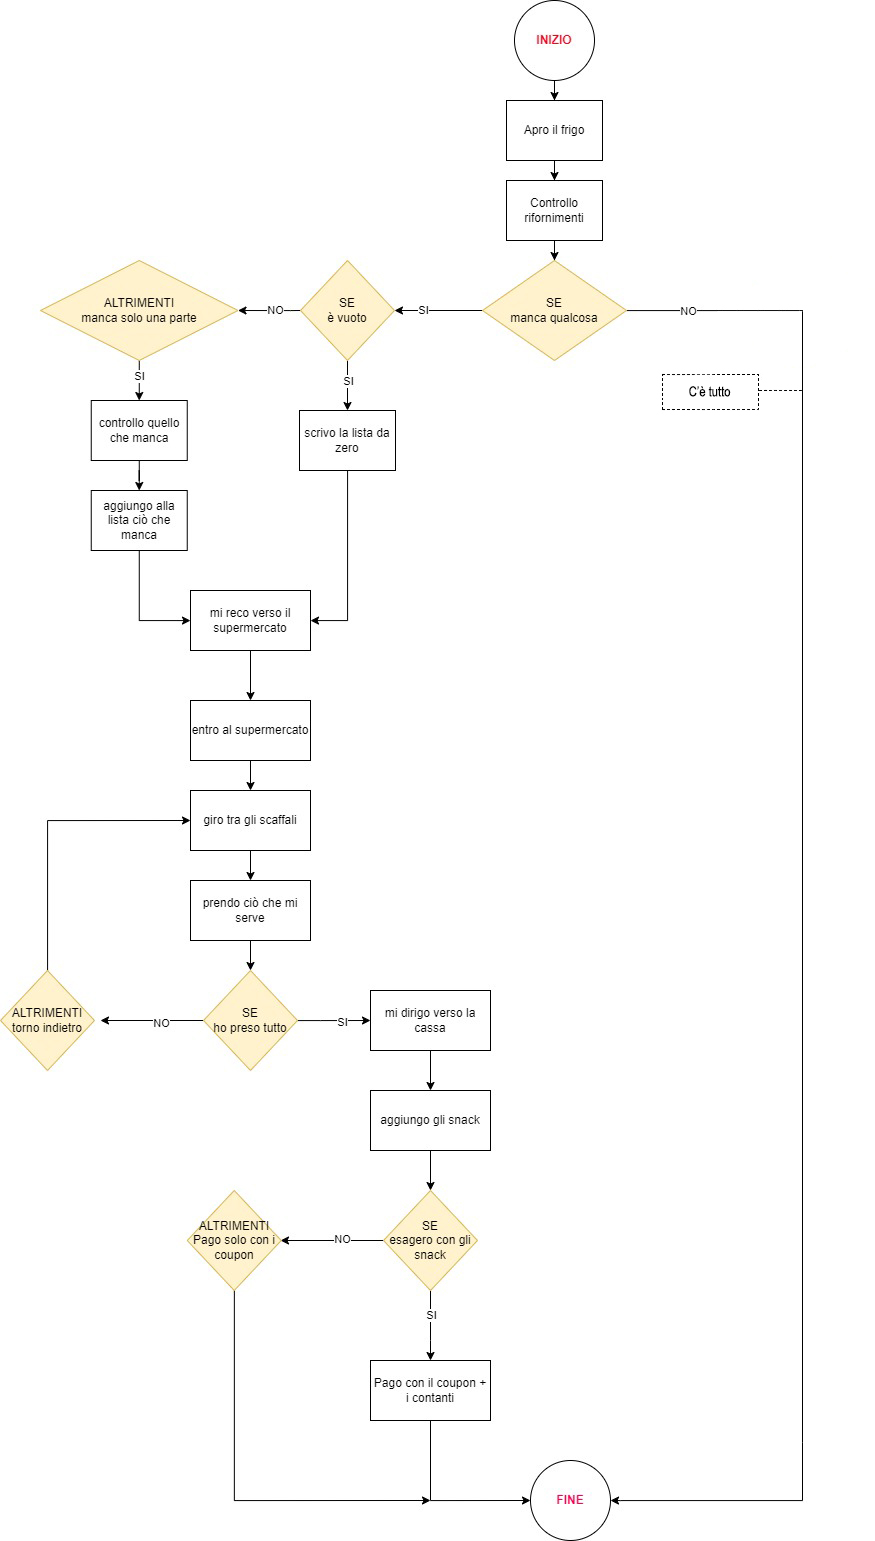 INIZIO
Apro il frigo
Controllo
rifornimenti
ALTRIMENTI
manca solo una parte
NO
SE
è vuoto
SI
SE
manca qualcosa
NO
SI
SI
C'è tutto
controllo quello
che manca
scrivo la lista da
zero
aggiungo alla
lista ciò che
manca
mi reco verso il
supermercato
entro al supermercato
giro tra gli scaffali
prendo ciò che mi
serve
ALTRIMENTI
torno indietro
NO
SE
ho preso tutto
SI
mi dirigo verso la
cassa
aggiungo gli snack
ALTRIMENTI
Pago solo con i
coupon
NO
SE
esagero con gli
snack
SI
Pago con il coupon +
i contanti
FINE